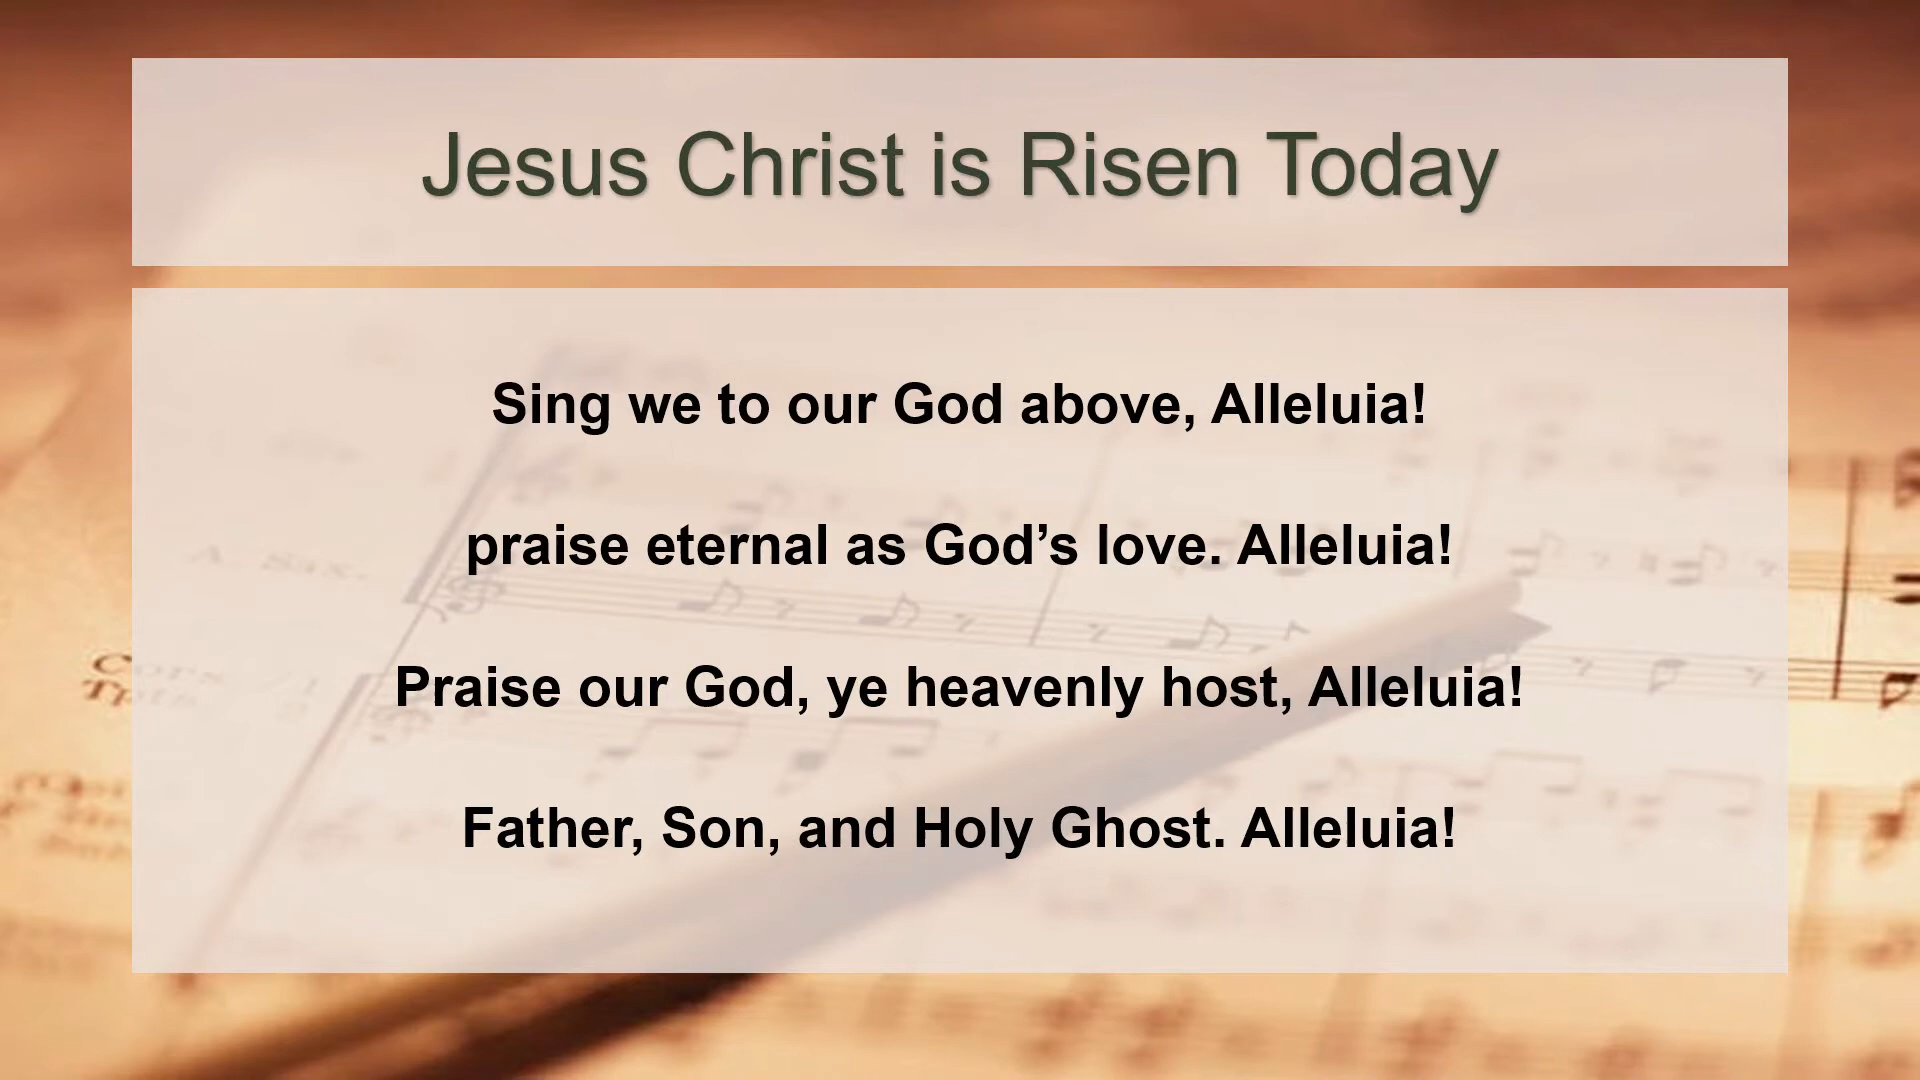 Jesus Christ is Risen Today
Sing we to our God above, Alleluia!
praise eternal as God’s love. Alleluia!
Praise our God, ye heavenly host, Alleluia!
Father, Son, and Holy Ghost. Alleluia!